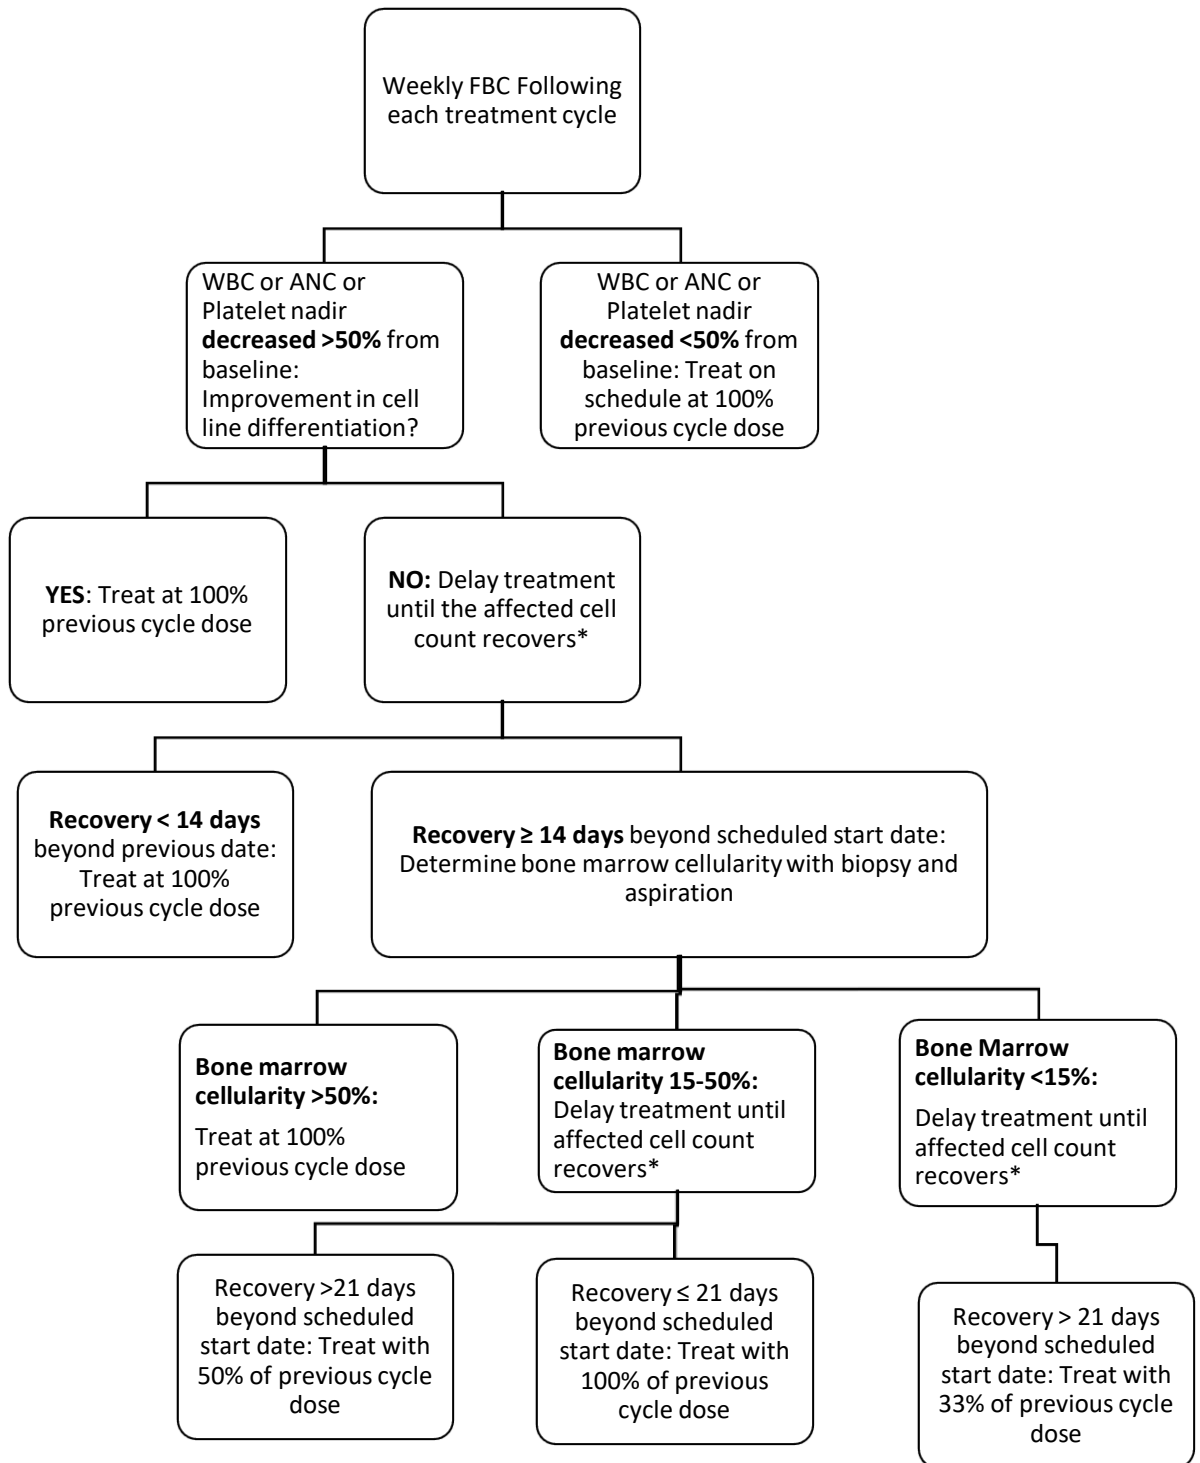 Weekly FBC Following
each treatment cycle
WBC or ANC or
Platelet nadir
decreased >50% from
baseline:
Improvement in cell
line differentiation?
WBC or ANC or
Platelet nadir
decreased <50% from
baseline: Treat on
schedule at 100%
previous cycle dose
YES: Treat at 100%
previous cycle dose
NO: Delay treatment
until the affected cell
count recovers*
Recovery < 14 days
beyond previous date:
Treat at 100%
previous cycle dose
Recovery ≥ 14 days beyond scheduled start date:
Determine bone marrow cellularity with biopsy and
aspiration
Bone marrow
cellularity >50%:
Treat at 100%
previous cycle dose
Bone marrow
cellularity 15-50%:
Delay treatment until
affected cell count
recovers*
Bone Marrow
cellularity <15%:
Delay treatment until
affected cell count
recovers*
Recovery >21 days
beyond scheduled
start date: Treat with
50% of previous cycle
dose
Recovery ≤ 21 days
beyond scheduled
start date: Treat with
100% of previous
cycle dose
Recovery > 21 days
beyond scheduled
start date: Treat with
33% of previous cycle
dose